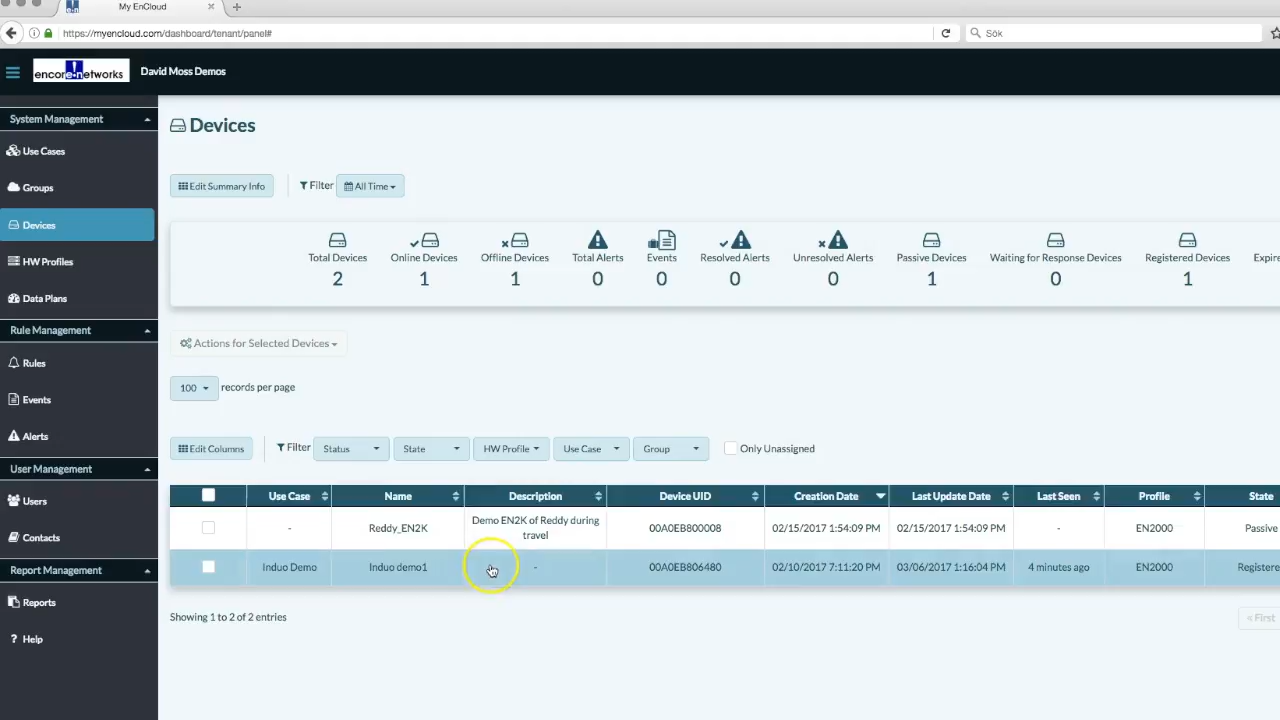 My EnCloud
https://myencloud.com/dashboard/tenant/panel#
Sök
encore networks
David Moss Demos
System Management
Use Cases
Groups
Devices
HW Profiles
Data Plans
Rule Management
Rules
Events
Alerts
User Management
Users
Contacts
Report Management
Reports
? Help
Devices
Edit Summary Info
Filter
All Time
Total Devices Online Devices Offline Devices Total Alerts Events Resolved Alerts Unresolved Alerts Passive Devices Waiting for Response Devices Registered Devices Expire
2 1 1 0 0 0 0 1 0 1
Actions for Selected Devices
100 records per page
Edit Columns Filter Status State HW Profile Use Case Group Only Unassigned
Use Case Name Description Device UID Creation Date Last Update Date Last Seen Profile State
- Reddy_EN2K Demo EN2K of Reddy during travel 00A0EB800008 02/15/2017 1:54:09 PM 02/15/2017 1:54:09 PM - EN2000 Passive
Induo Demo Induo demo1 - 00A0EB806480 02/10/2017 7:11:20 PM 03/06/2017 1:16:04 PM 4 minutes ago EN2000 Registere
Showing 1 to 2 of 2 entries
« First